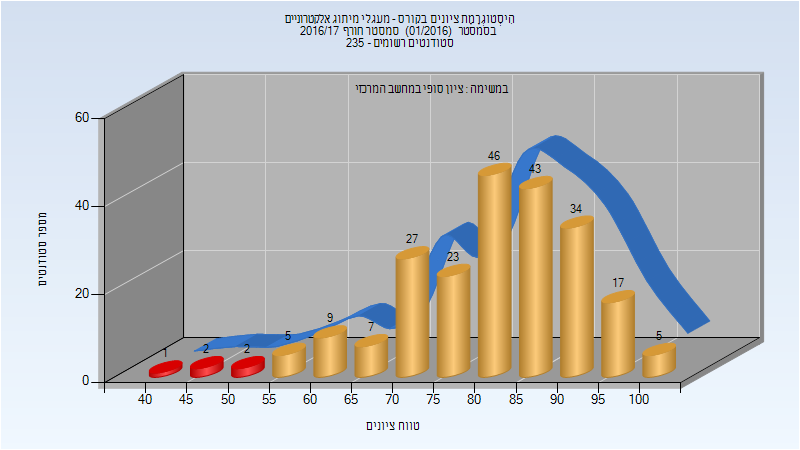 היסטוגרמת ציונים בקורס - מעגלי מיתוג אלקטרוניים
בסמסטר (01/2016) סמסטר חורף 2016/17
סטודנטים רשומים - 235
במשימה : ציון סופי במחשב המרכזי
מספר סטודנטים
60
40
20
0
1
2
2
5
9
7
27
23
46
43
34
17
5
40 45 50 55 60 65 70 75 80 85 90 95 100
טווח ציונים